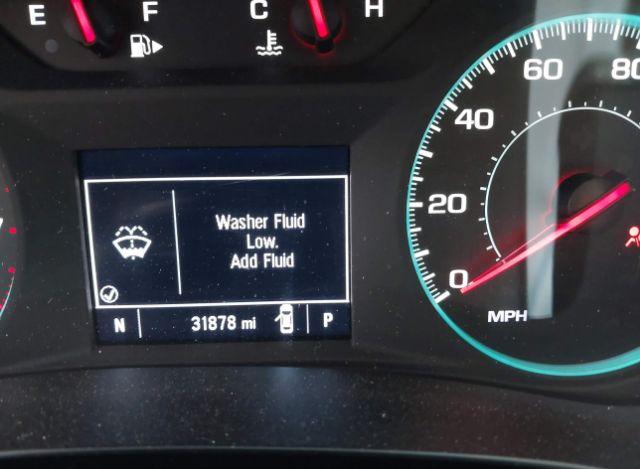 E F C H
60 80
40
20
0
MPH
Washer Fluid
Low.
Add Fluid
N 31878 mi P